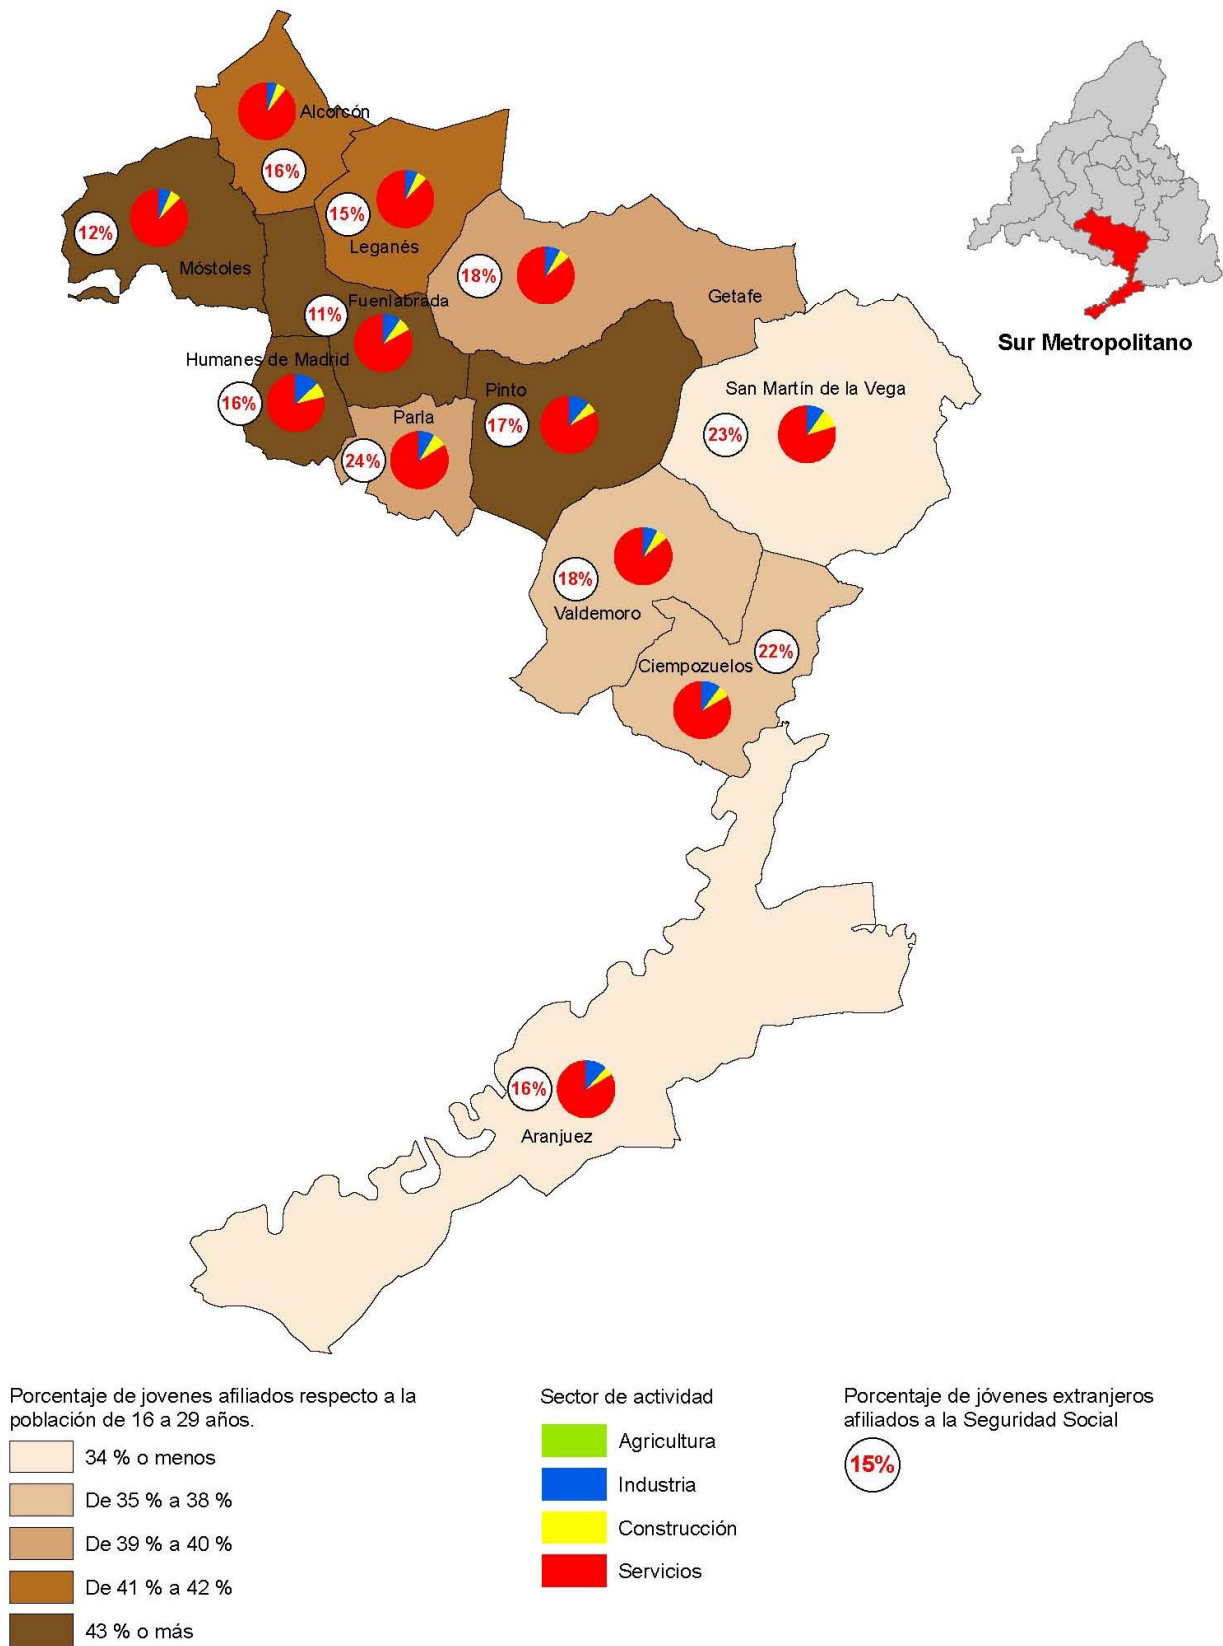 Alcorcón
16%
15%
Leganés
12%
Móstoles
18%
Getafe
Fuenlabrada
11%
Sur Metropolitano
Humanes de Madrid
16%
Pinto
17%
San Martín de la Vega
23%
Parla
24%
18%
Valdemoro
22%
Ciempozuelos
16%
Aranjuez
Porcentaje de jovenes afiliados respecto a la
población de 16 a 29 años.
34 % o menos
De 35 % a 38 %
De 39 % a 40 %
De 41 % a 42 %
43 % o más
Sector de actividad
Agricultura
Industria
Construcción
Servicios
Porcentaje de jóvenes extranjeros
afiliados a la Seguridad Social
15%